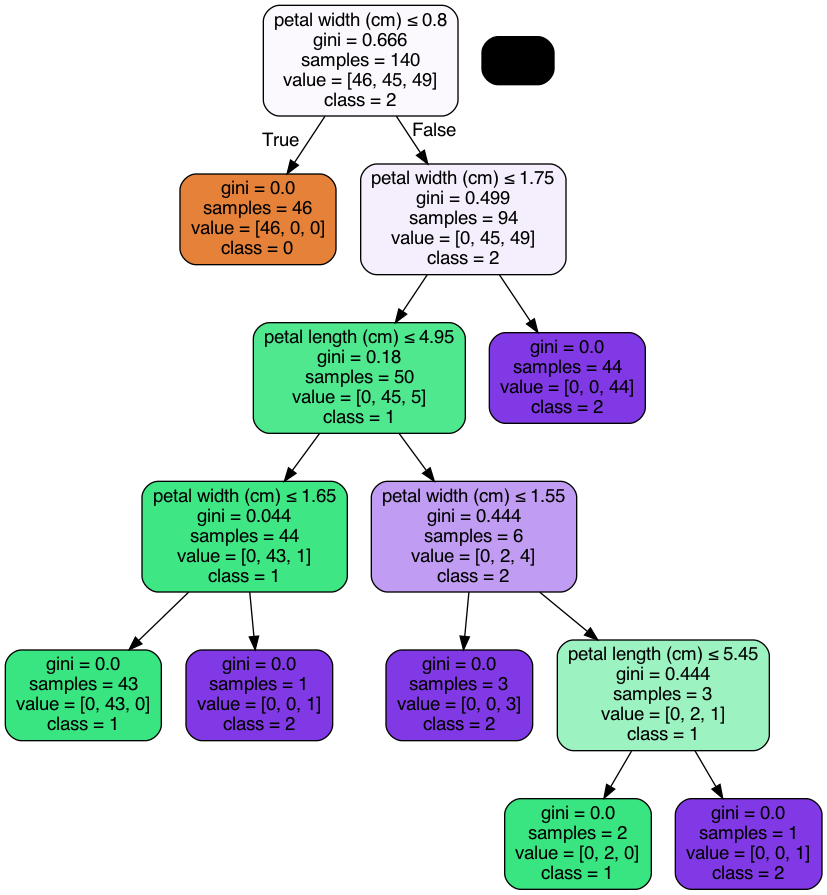 petal width (cm) ≤ 0.8
gini = 0.666
samples = 140
value = [46, 45, 49]
class = 2
True
False
gini = 0.0
samples = 46
value = [46, 0, 0]
class = 0
petal width (cm) ≤ 1.75
gini = 0.499
samples = 94
value = [0, 45, 49]
class = 2
petal length (cm) ≤ 4.95
gini = 0.18
samples = 50
value = [0, 45, 5]
class = 1
gini = 0.0
samples = 44
value = [0, 0, 44]
class = 2
petal width (cm) ≤ 1.65
gini = 0.044
samples = 44
value = [0, 43, 1]
class = 1
petal width (cm) ≤ 1.55
gini = 0.444
samples = 6
value = [0, 2, 4]
class = 2
gini = 0.0
samples = 43
value = [0, 43, 0]
class = 1
gini = 0.0
samples = 1
value = [0, 0, 1]
class = 2
gini = 0.0
samples = 3
value = [0, 0, 3]
class = 2
petal length (cm) ≤ 5.45
gini = 0.444
samples = 3
value = [0, 2, 1]
class = 1
gini = 0.0
samples = 2
value = [0, 2, 0]
class = 1
gini = 0.0
samples = 1
value = [0, 0, 1]
class = 2